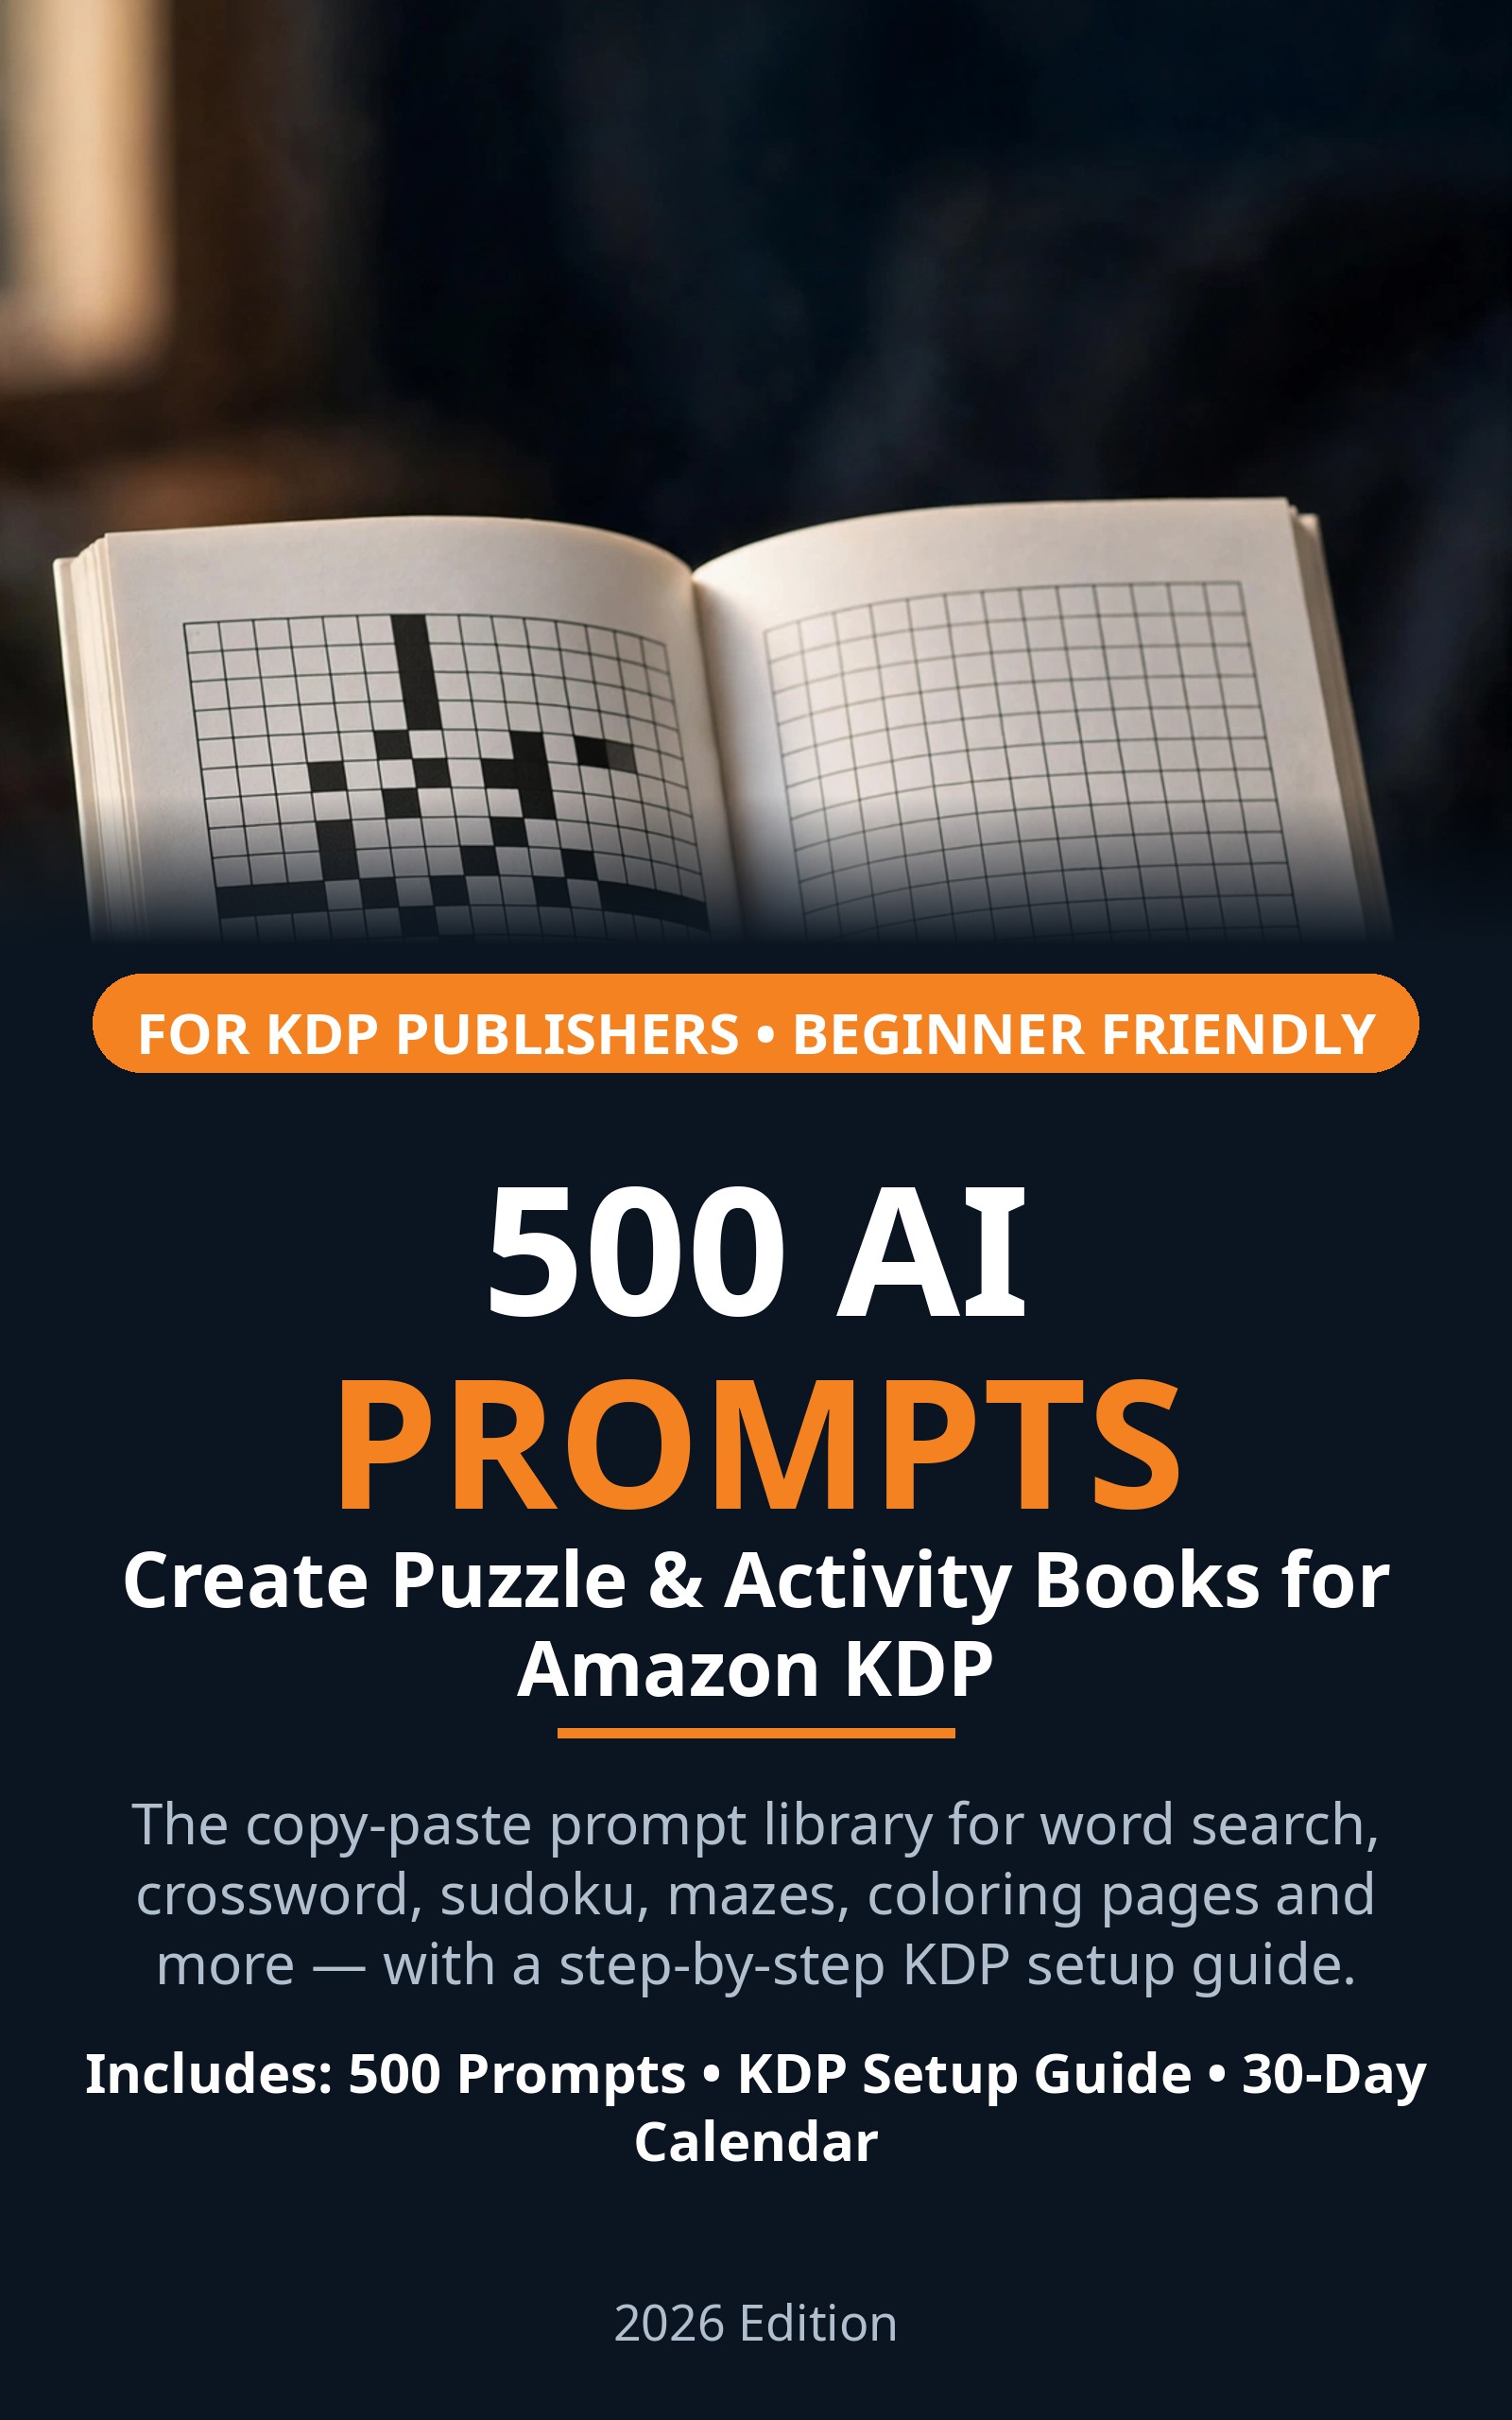 FOR KDP PUBLISHERS • BEGINNER FRIENDLY
500 AI
PROMPTS
Create Puzzle & Activity Books for
Amazon KDP
The copy-paste prompt library for word search,
crossword, sudoku, mazes, coloring pages and
more — with a step-by-step KDP setup guide.
Includes: 500 Prompts • KDP Setup Guide • 30-Day
Calendar
2026 Edition